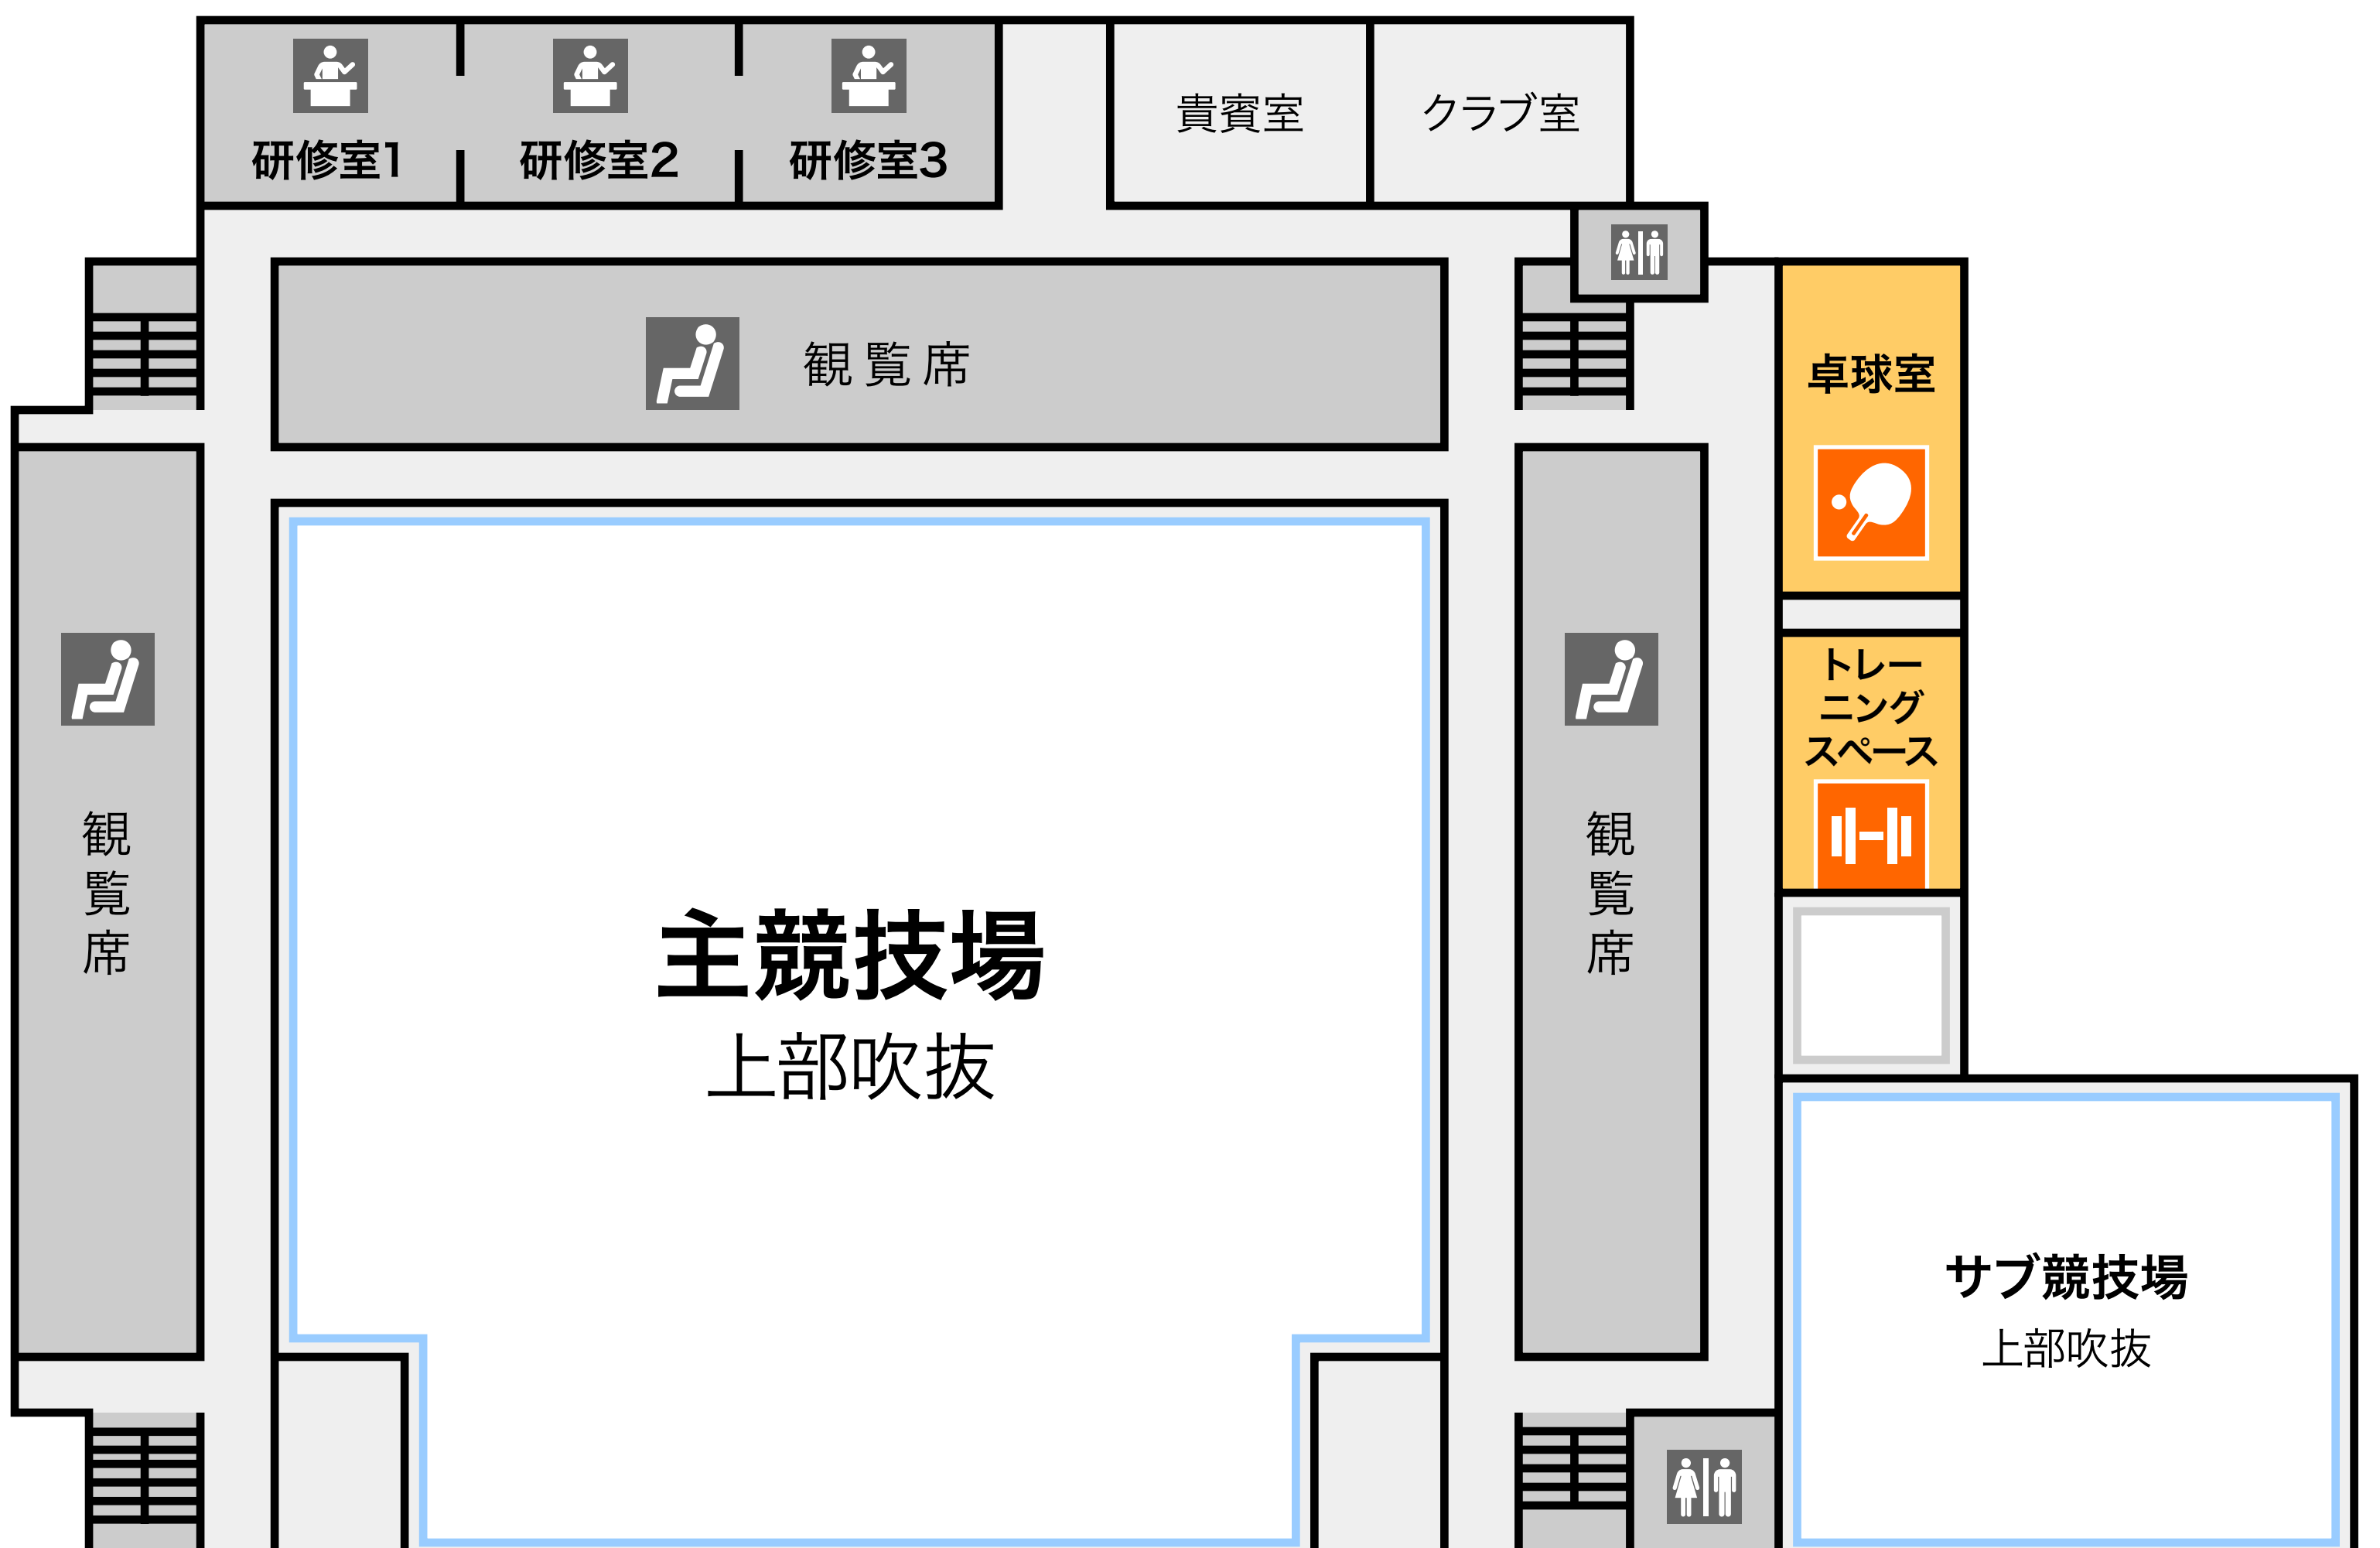 研修室1
研修室2
研修室3
貴賓室
クラブ室
観覧席
卓球室
トレー
ニング
スペース
観覧席
主競技場
上部吹抜
観覧席
サブ競技場
上部吹抜